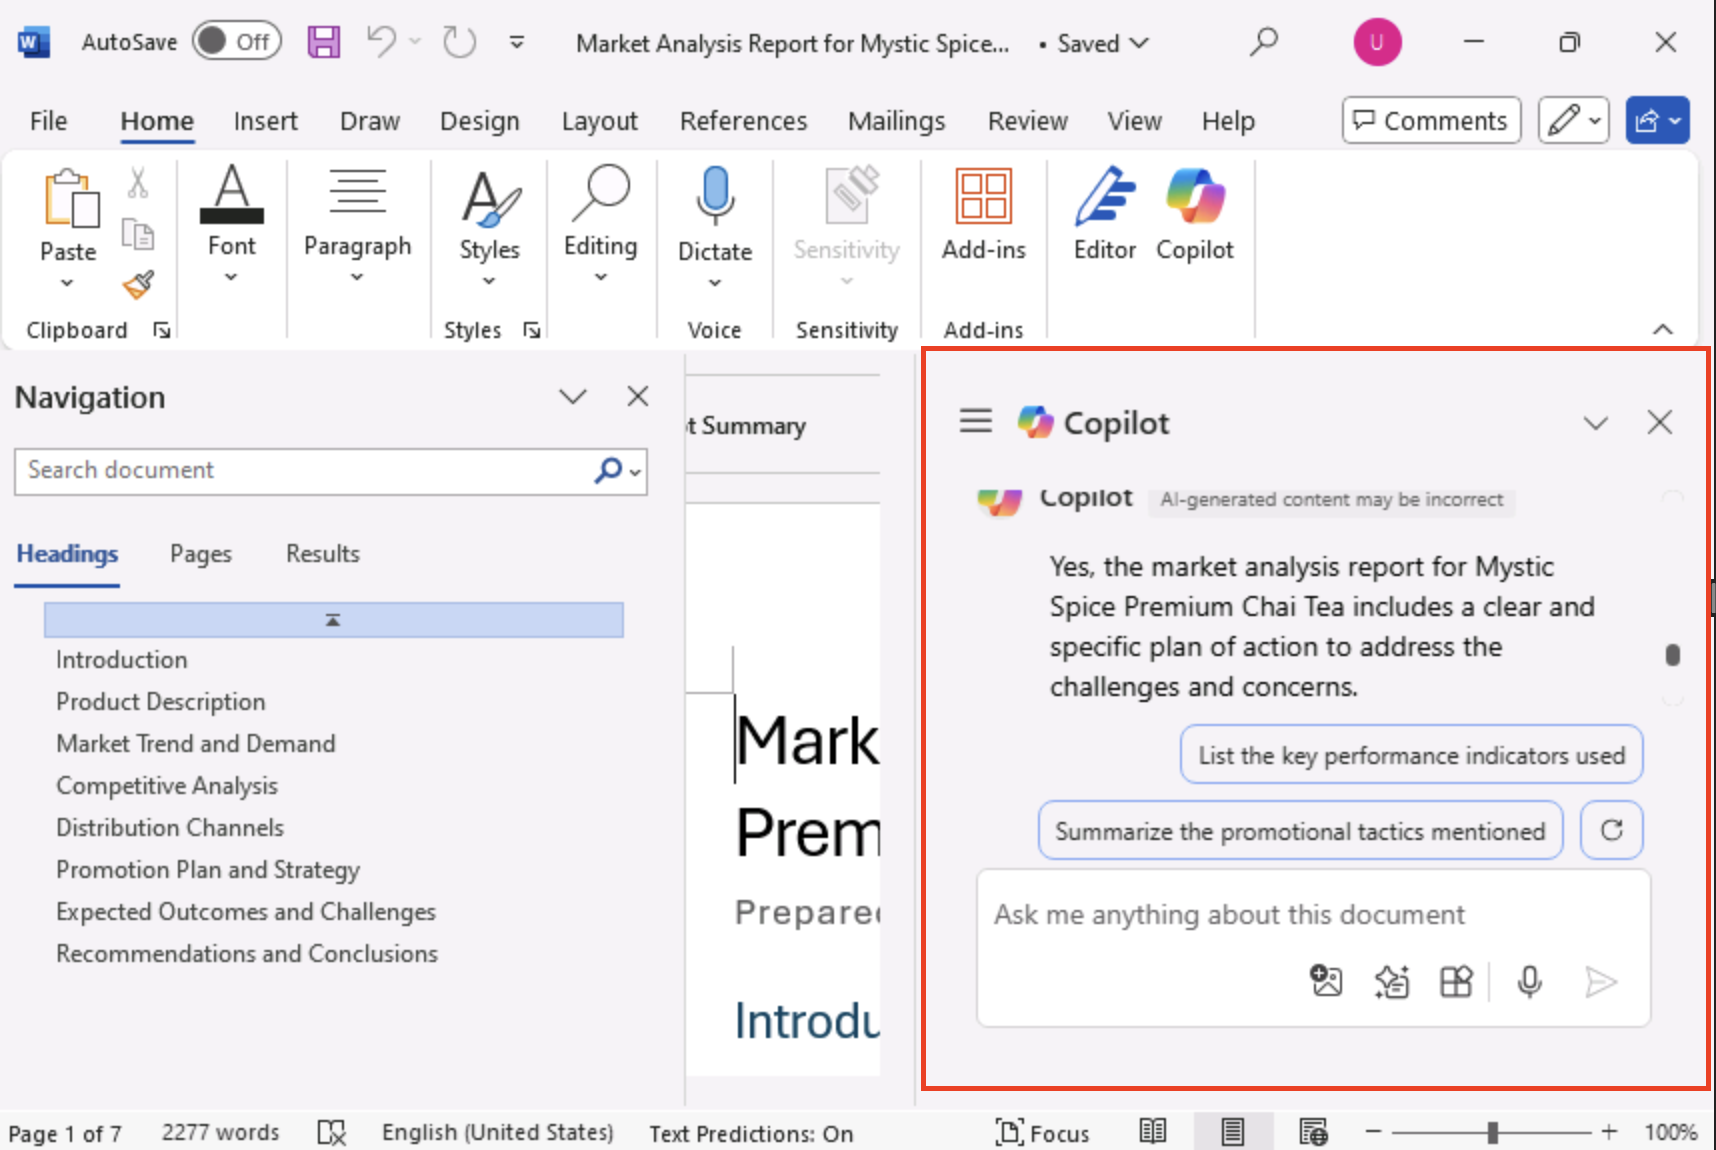 W
AutoSave Off
Market Analysis Report for Mystic Spice... • Saved
U
File Home Insert Draw Design Layout References Mailings Review View Help Comments
Paste
Font
Paragraph
Styles
Editing
Dictate
Sensitivity
Add-ins
Editor
Copilot
Clipboard
Styles
Voice
Sensitivity
Add-ins
Navigation
Search document
Headings Pages Results
Introduction
Product Description
Market Trend and Demand
Competitive Analysis
Distribution Channels
Promotion Plan and Strategy
Expected Outcomes and Challenges
Recommendations and Conclusions
t Summary
Mark
Prem
Prepare
Introdu
Copilot
Copilot AI-generated content may be incorrect
Yes, the market analysis report for Mystic
Spice Premium Chai Tea includes a clear and
specific plan of action to address the
challenges and concerns.
List the key performance indicators used
Summarize the promotional tactics mentioned
Ask me anything about this document
Page 1 of 7 2277 words English (United States) Text Predictions: On Focus 100%